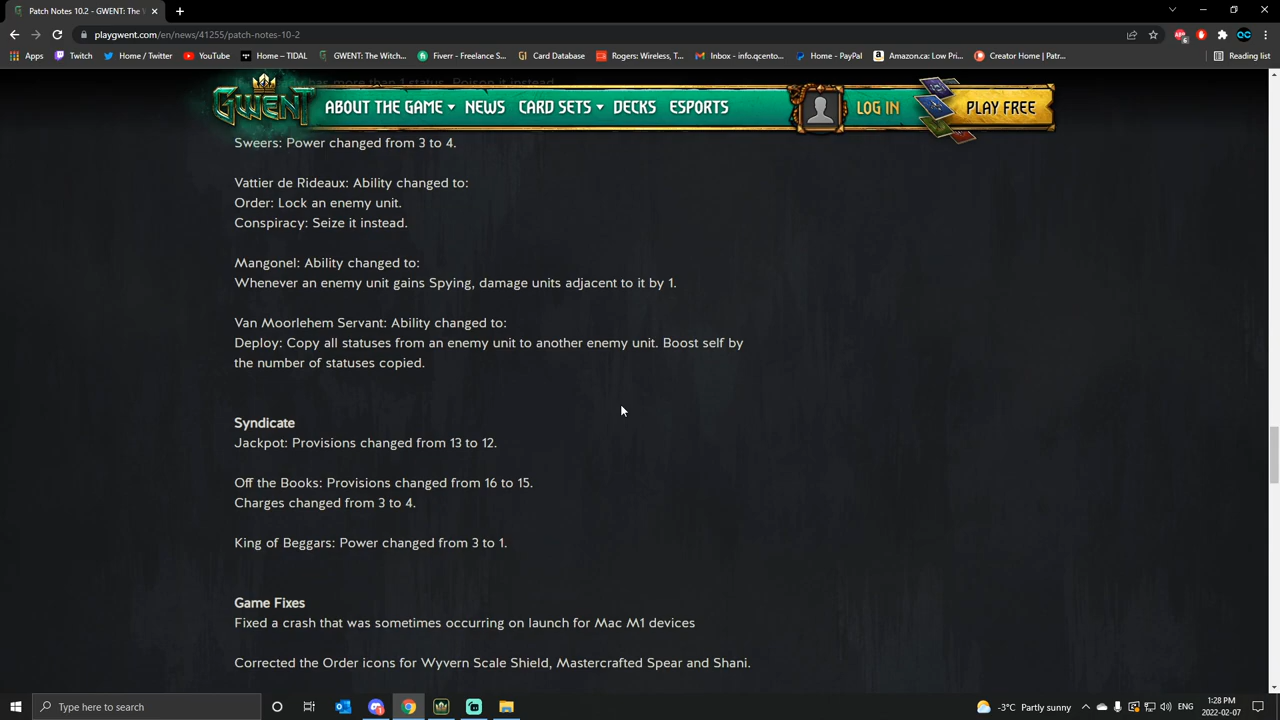 Patch Notes 10.2 - GWENT: The W
playgwent.com/en/news/41255/patch-notes-10-2
Apps Twitch Home / Twitter YouTube Home – TIDAL GWENT: The Witch... Fiverr - Freelance S... Card Database Rogers: Wireless, T... Inbox - info.qcento... Home - PayPal Amazon.ca: Low Pri... Creator Home | Patr... Reading list
more than 1 status, Poison it instead.
GWENT ABOUT THE GAME NEWS CARD SETS DECKS ESPORTS LOG IN PLAY FREE
Sweers: Power changed from 3 to 4.
Vattier de Rideaux: Ability changed to:
Order: Lock an enemy unit.
Conspiracy: Seize it instead.
Mangonel: Ability changed to:
Whenever an enemy unit gains Spying, damage units adjacent to it by 1.
Van Moorlehem Servant: Ability changed to:
Deploy: Copy all statuses from an enemy unit to another enemy unit. Boost self by
the number of statuses copied.
Syndicate
Jackpot: Provisions changed from 13 to 12.
Off the Books: Provisions changed from 16 to 15.
Charges changed from 3 to 4.
King of Beggars: Power changed from 3 to 1.
Game Fixes
Fixed a crash that was sometimes occurring on launch for Mac M1 devices
Corrected the Order icons for Wyvern Scale Shield, Mastercrafted Spear and Shani.
Type here to search
-3°C Partly sunny ENG 1:28 PM
2022-02-07